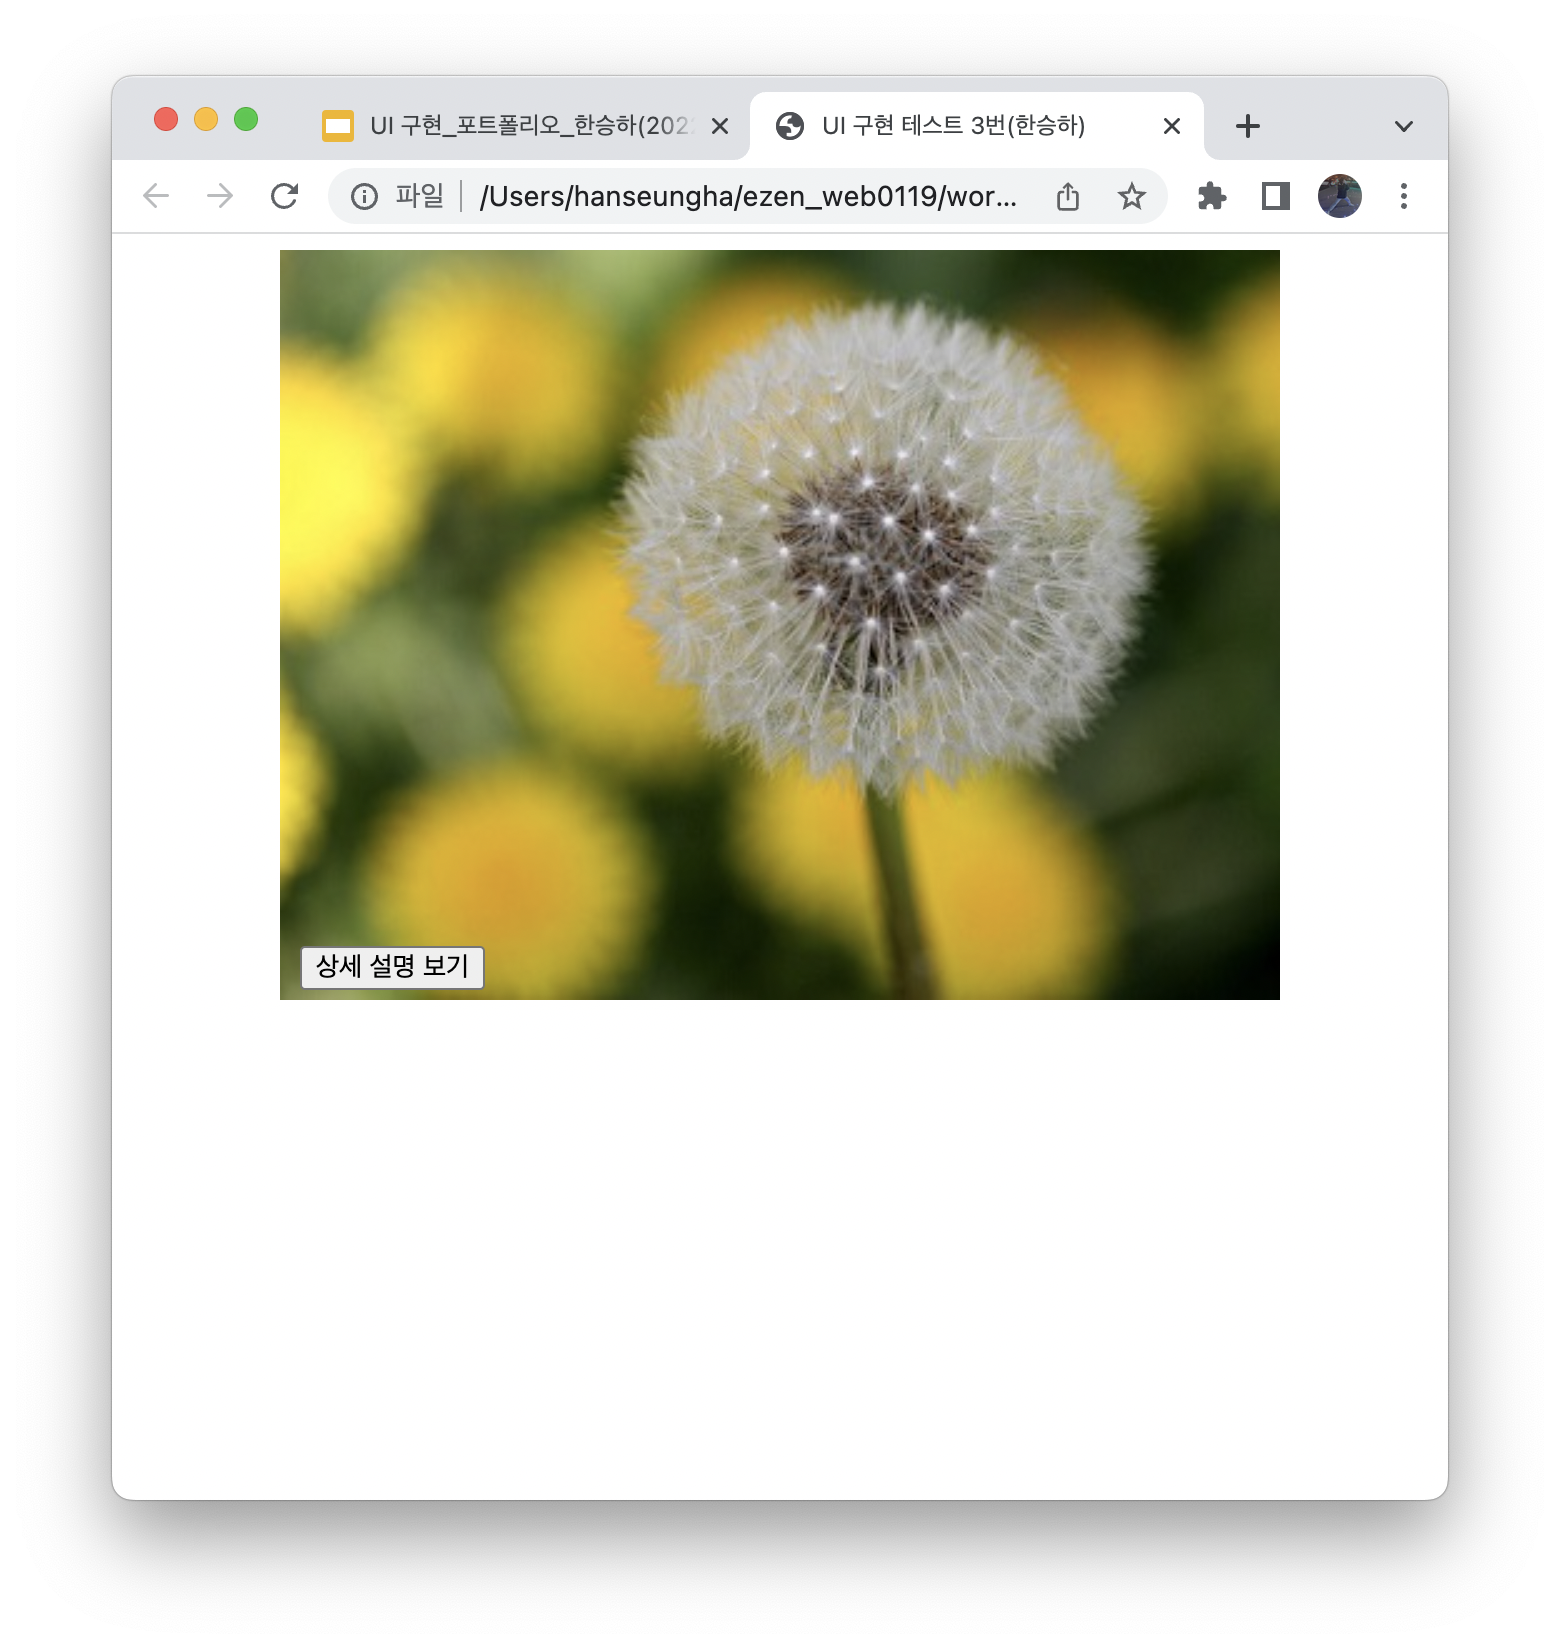 UI 구현_포트폴리오_한승하(202
UI 구현 테스트 3번(한승하)
파일
/Users/hanseungha/ezen_web0119/wor...
상세 설명 보기